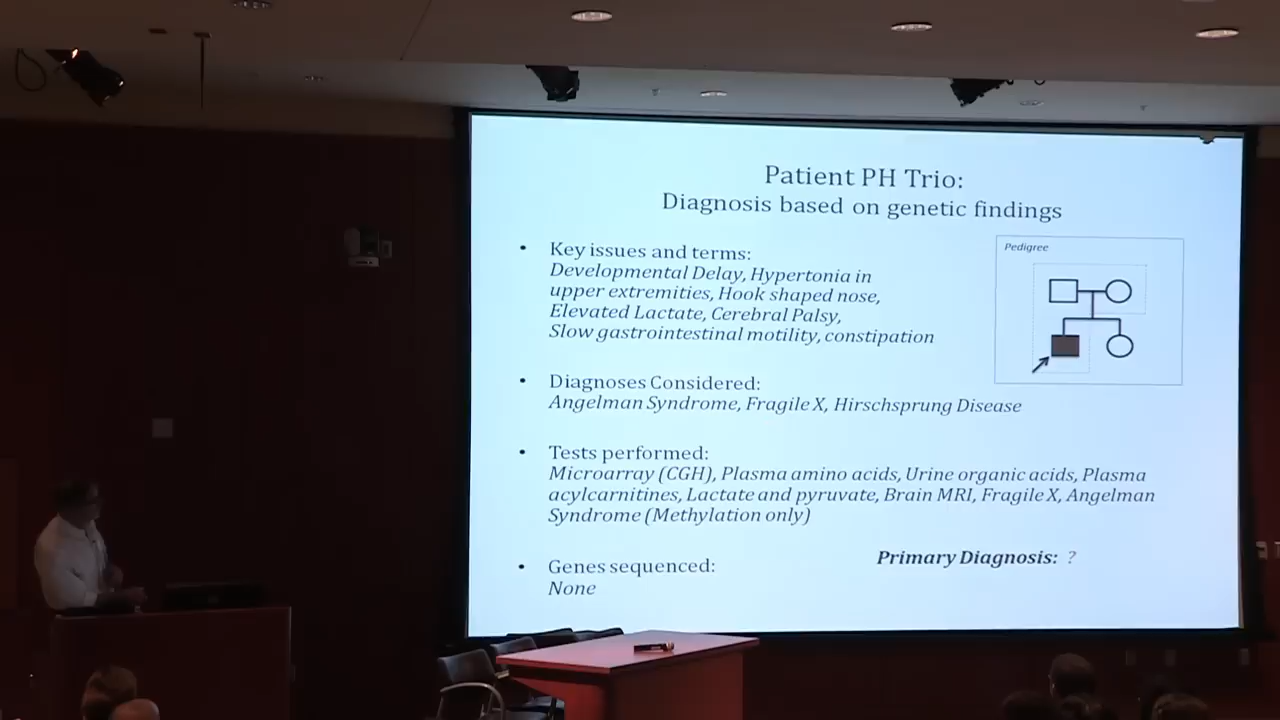 Patient PH Trio:
Diagnosis based on genetic findings
• Key issues and terms:
Developmental Delay, Hypertonia in
upper extremities, Hook shaped nose,
Elevated Lactate, Cerebral Palsy,
Slow gastrointestinal motility, constipation
Pedigree
• Diagnoses Considered:
Angelman Syndrome, Fragile X, Hirschsprung Disease
• Tests performed:
Microarray (CGH), Plasma amino acids, Urine organic acids, Plasma
acylcarnitines, Lactate and pyruvate, Brain MRI, Fragile X, Angelman
Syndrome (Methylation only)
• Genes sequenced:
None
Primary Diagnosis: ?